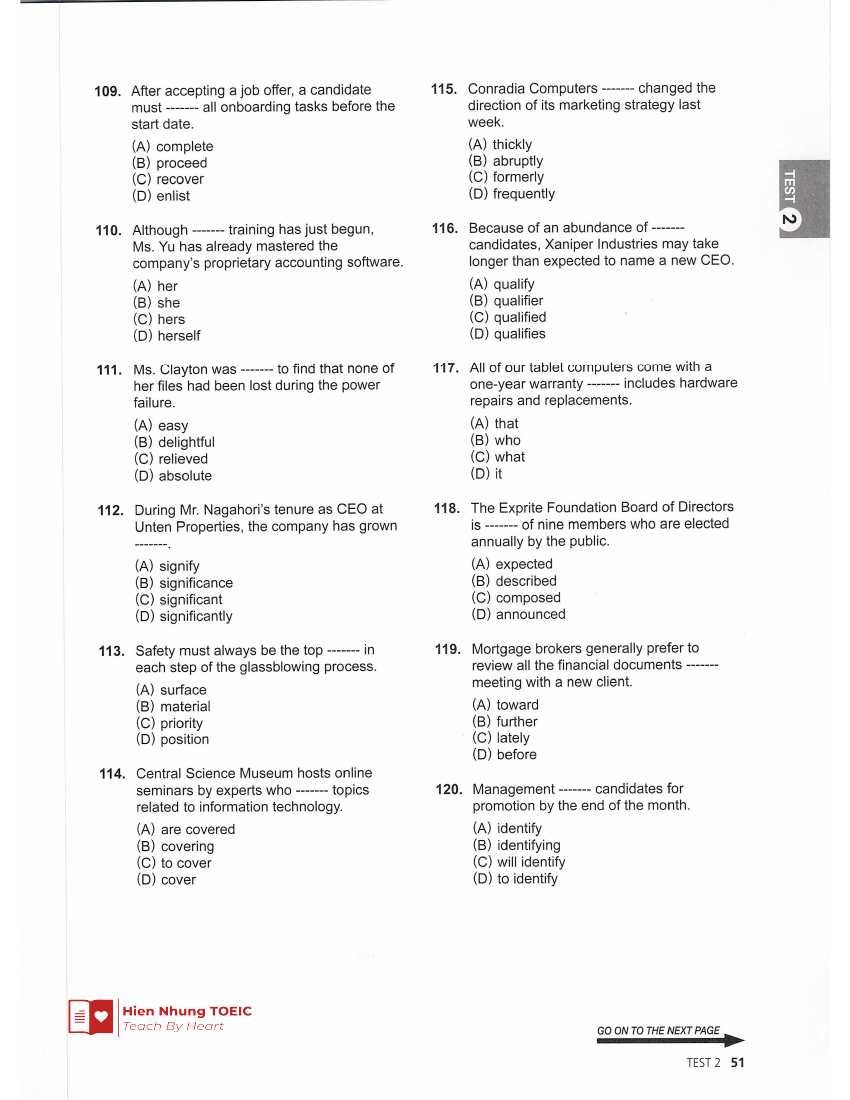 109. After accepting a job offer, a candidate
must ------- all onboarding tasks before the
start date.
(A) complete
(B) proceed
(C) recover
(D) enlist
110. Although ------- training has just begun,
Ms. Yu has already mastered the
company's proprietary accounting software.
(A) her
(B) she
(C) hers
(D) herself
111. Ms. Clayton was ------- to find that none of
her files had been lost during the power
failure.
(A) easy
(B) delightful
(C) relieved
(D) absolute
112. During Mr. Nagahori's tenure as CEO at
Unten Properties, the company has grown
-------.
(A) signify
(B) significance
(C) significant
(D) significantly
113. Safety must always be the top ------- in
each step of the glassblowing process.
(A) surface
(B) material
(C) priority
(D) position
114. Central Science Museum hosts online
seminars by experts who ------- topics
related to information technology.
(A) are covered
(B) covering
(C) to cover
(D) cover
115. Conradia Computers ------- changed the
direction of its marketing strategy last
week.
(A) thickly
(B) abruptly
(C) formerly
(D) frequently
116. Because of an abundance of -------
candidates, Xaniper Industries may take
longer than expected to name a new CEO.
(A) qualify
(B) qualifier
(C) qualified
(D) qualifies
117. All of our tablet computers come with a
one-year warranty ------- includes hardware
repairs and replacements.
(A) that
(B) who
(C) what
(D) it
118. The Exprite Foundation Board of Directors
is ------- of nine members who are elected
annually by the public.
(A) expected
(B) described
(C) composed
(D) announced
119. Mortgage brokers generally prefer to
review all the financial documents -------
meeting with a new client.
(A) toward
(B) further
(C) lately
(D) before
120. Management ------- candidates for
promotion by the end of the month.
(A) identify
(B) identifying
(C) will identify
(D) to identify
TEST 2
Hien Nhung TOEIC
Teach By Heart
GO ON TO THE NEXT PAGE
TEST 2 51